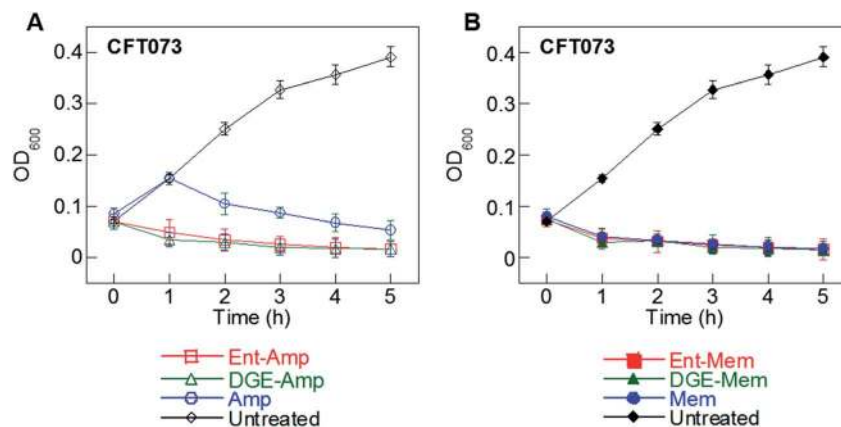 A
CFT073
0.4
0.3
0.2
0.1
0
OD600
0 1 2 3 4 5
Time (h)
Ent-Amp
DGE-Amp
Amp
Untreated
B
CFT073
0.4
0.3
0.2
0.1
0
OD600
0 1 2 3 4 5
Time (h)
Ent-Mem
DGE-Mem
Mem
Untreated